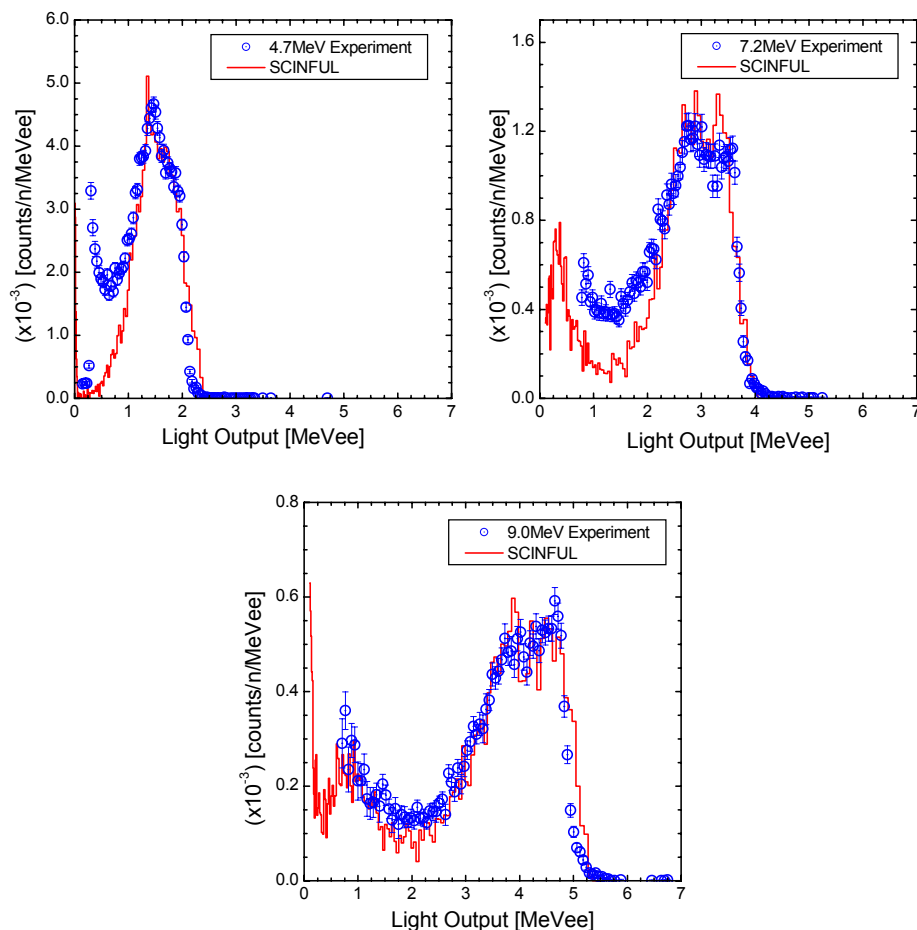 6.0
5.0
4.0
3.0
2.0
1.0
0.0
(x10-3) [counts/n/MeVee]
4.7MeV Experiment
SCINFUL
0 1 2 3 4 5 6 7
Light Output [MeVee]
1.6
1.2
0.8
0.4
0.0
(x10-3) [counts/n/MeVee]
7.2MeV Experiment
SCINFUL
0 1 2 3 4 5 6 7
Light Output [MeVee]
0.8
0.6
0.4
0.2
0.0
(x10-3) [counts/n/MeVee]
9.0MeV Experiment
SCINFUL
0 1 2 3 4 5 6 7
Light Output [MeVee]